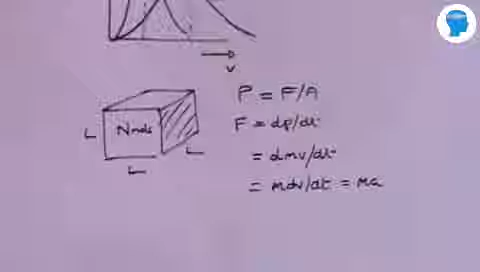 v
P = F/A
N mols
L
L
L
F = dp/dt
= dmv/dt
= mdv/dt = ma